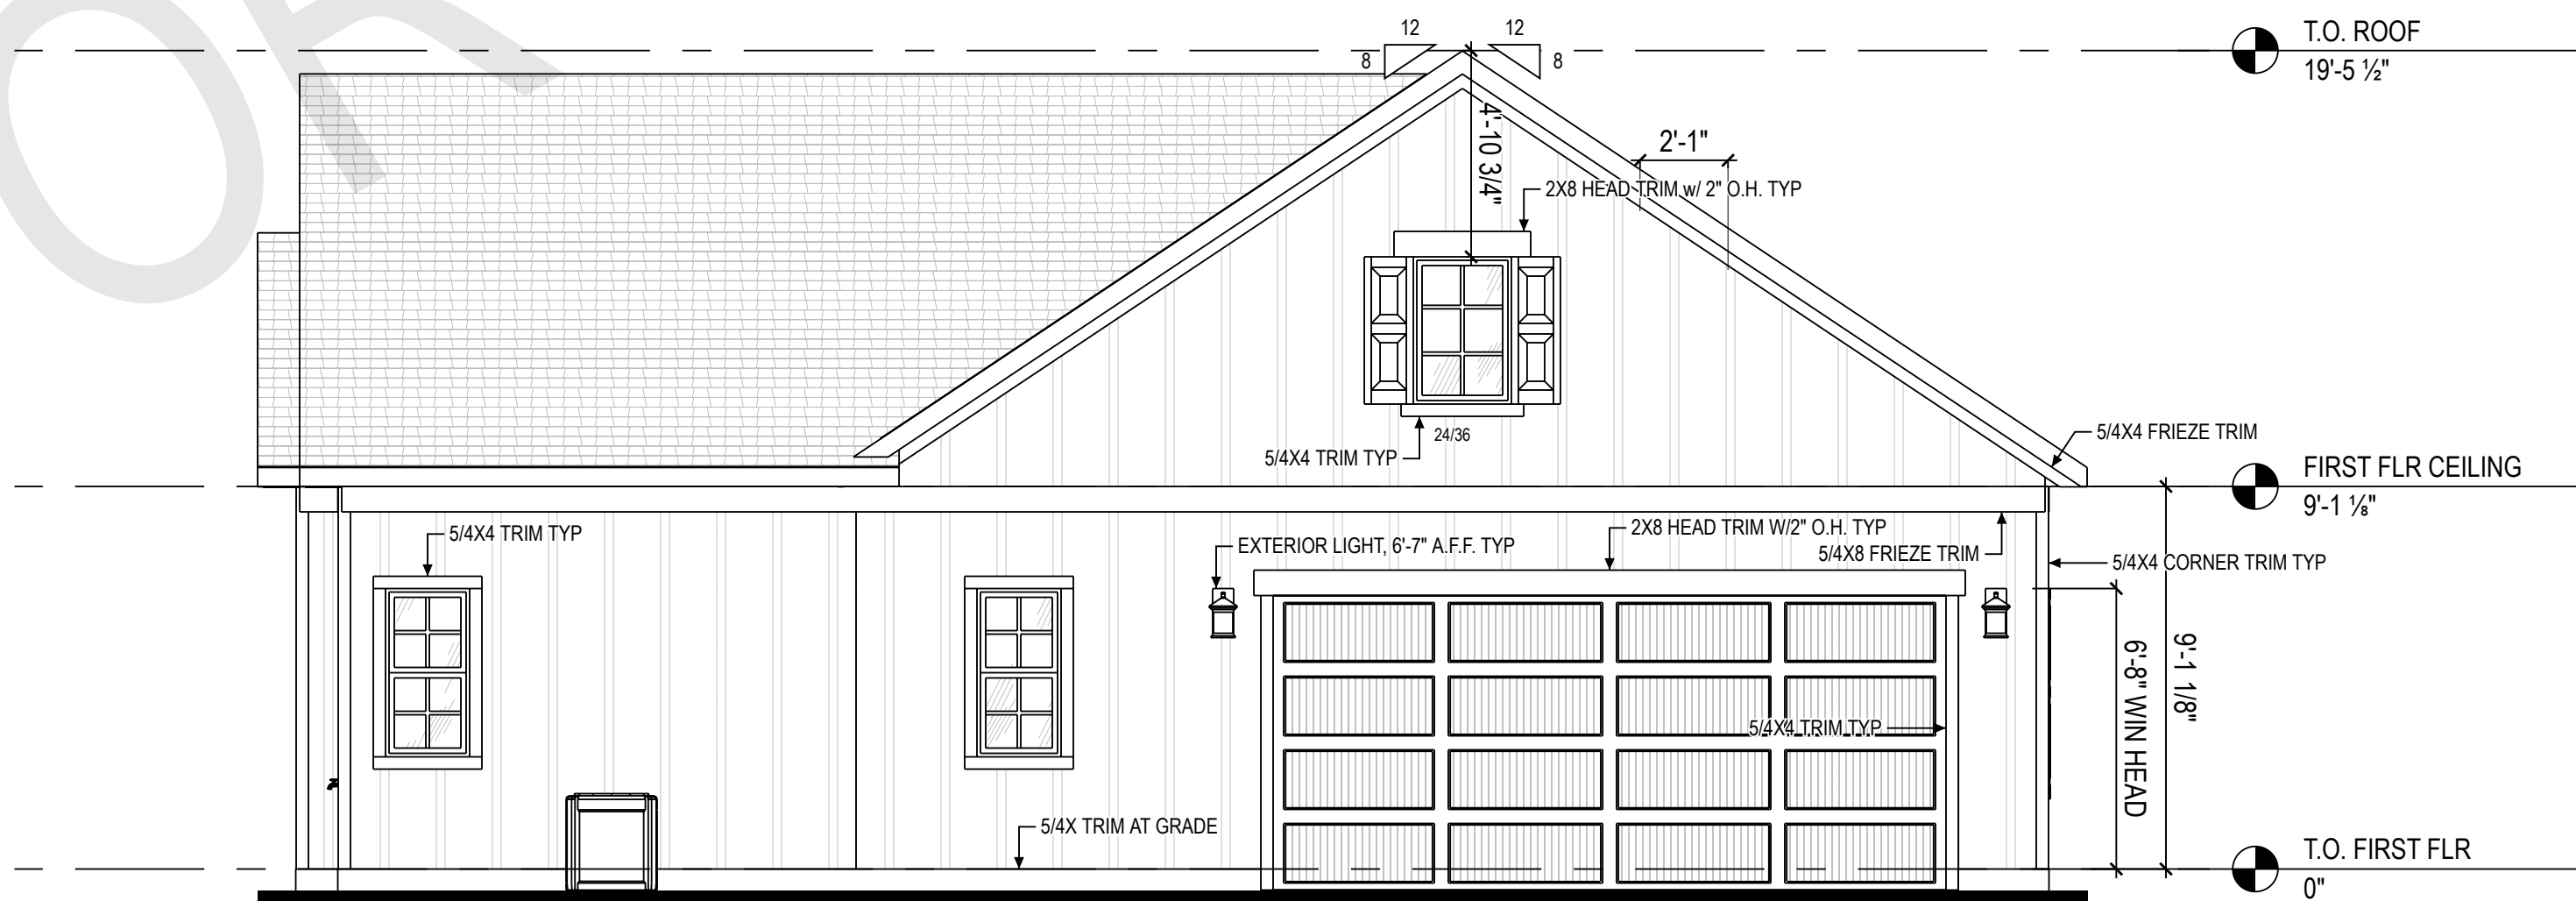 OR
12 12
8 8
T.O. ROOF
19'-5 ½"
4'-10 3/4"
2'-1"
2X8 HEAD TRIM w/ 2" O.H. TYP
5/4X4 TRIM TYP
24/36
5/4X4 FRIEZE TRIM
FIRST FLR CEILING
9'-1 ⅛"
5/4X4 TRIM TYP
EXTERIOR LIGHT, 6'-7" A.F.F. TYP
2X8 HEAD TRIM W/2" O.H. TYP
5/4X8 FRIEZE TRIM
5/4X4 CORNER TRIM TYP
9'-1 1/8"
6'-8" WIN HEAD
5/4X4 TRIM TYP
5/4X TRIM AT GRADE
T.O. FIRST FLR
0"